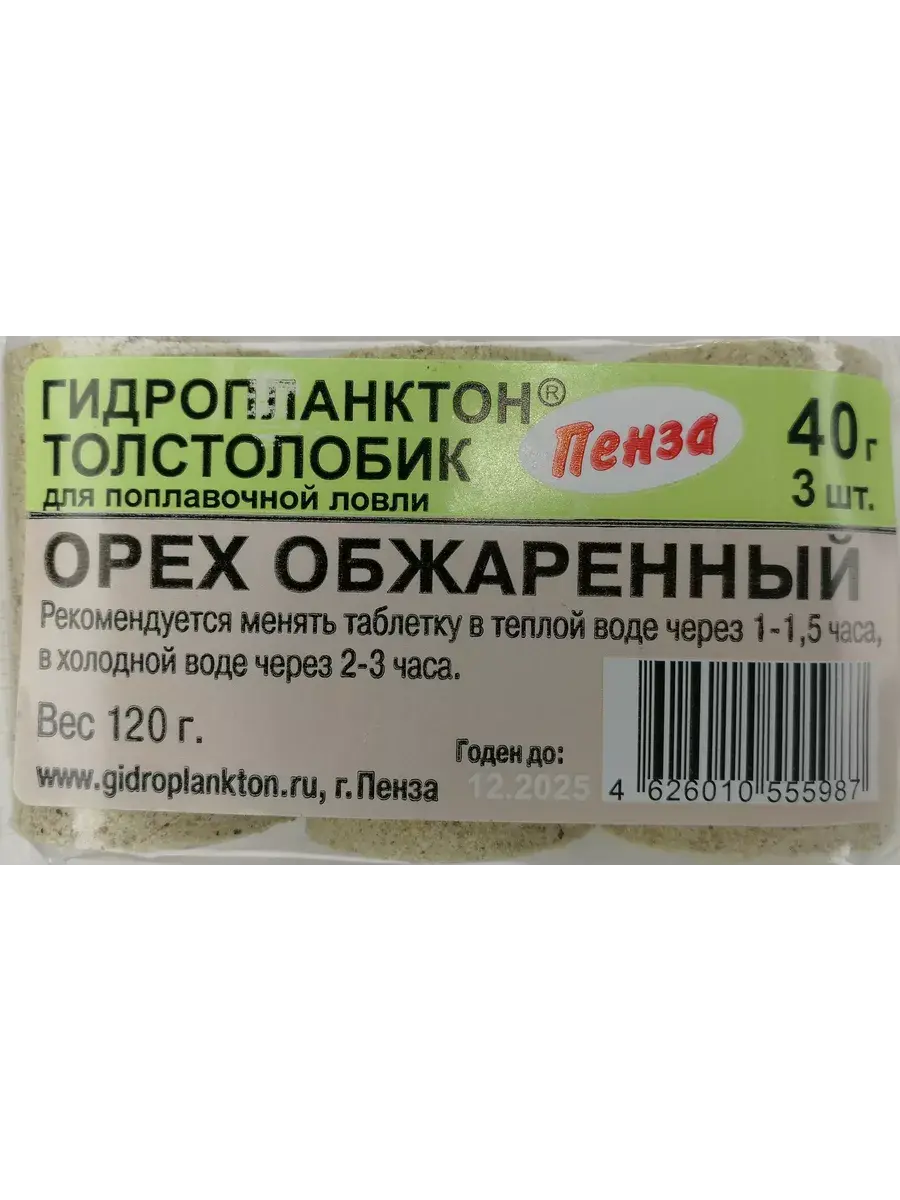 ГИДРОПЛАНКТОН®
ТОЛСТОЛОБИК
для поплавочной ловли
Пенза
40 г
3 шт.
ОРЕХ ОБЖАРЕННЫЙ
Рекомендуется менять таблетку в теплой воде через 1-1,5 часа,
в холодной воде через 2-3 часа.
Вес 120 г.
Годен до:
12.2025
www.gidroplankton.ru, г.Пенза
4 626010 555987